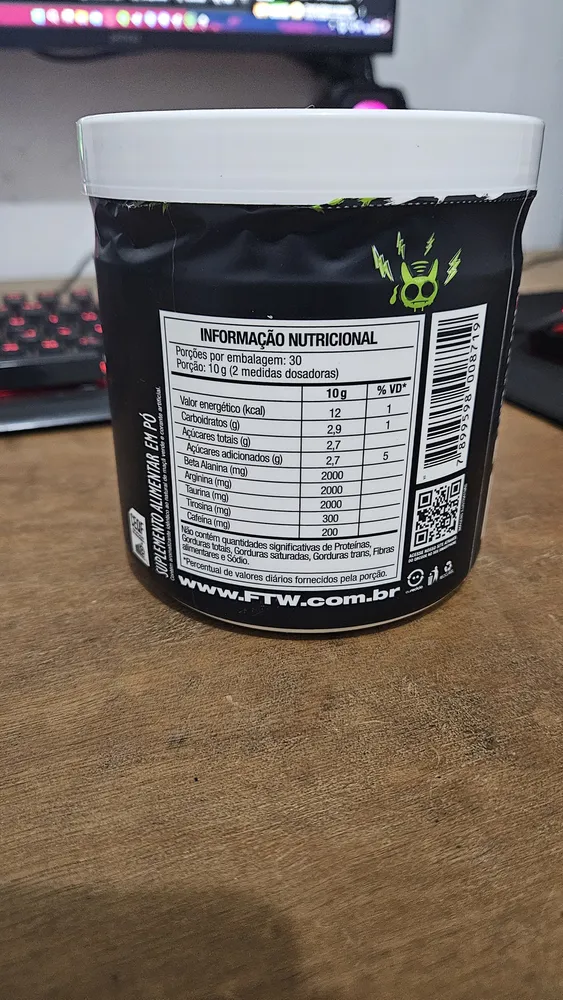 INFORMAÇÃO NUTRICIONAL
Porções por embalagem: 30
Porção: 10 g (2 medidas dosadoras)
10 g % VD*
Valor energético (kcal) 12 1
Carboidratos (g) 2,9 1
Açúcares totais (g) 2,7
Açúcares adicionados (g) 2,7 5
Beta Alanina (mg) 2000
Arginina (mg) 2000
Taurina (mg) 2000
Tirosina (mg) 300
Cafeína (mg) 200
Não contém quantidades significativas de Proteínas,
Gorduras totais, Gorduras saturadas, Gorduras trans, Fibras
alimentares e Sódio.
*Percentual de valores diários fornecidos pela porção.
www.FTW.com.br
SUPLEMENTO ALIMENTAR EM PÓ
7 899598 008719